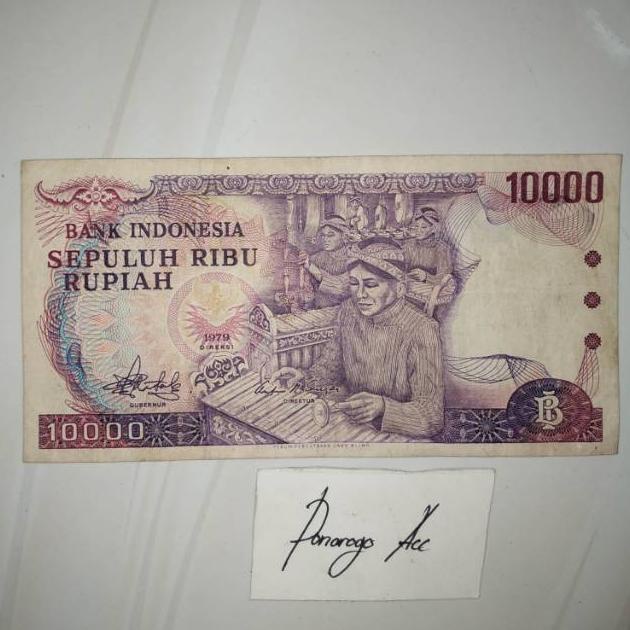 10000
BANK INDONESIA
SEPULUH RIBU
RUPIAH
1979
DIREKSI
GUBERNUR
DIREKTUR
10000
Ponorogo Acc